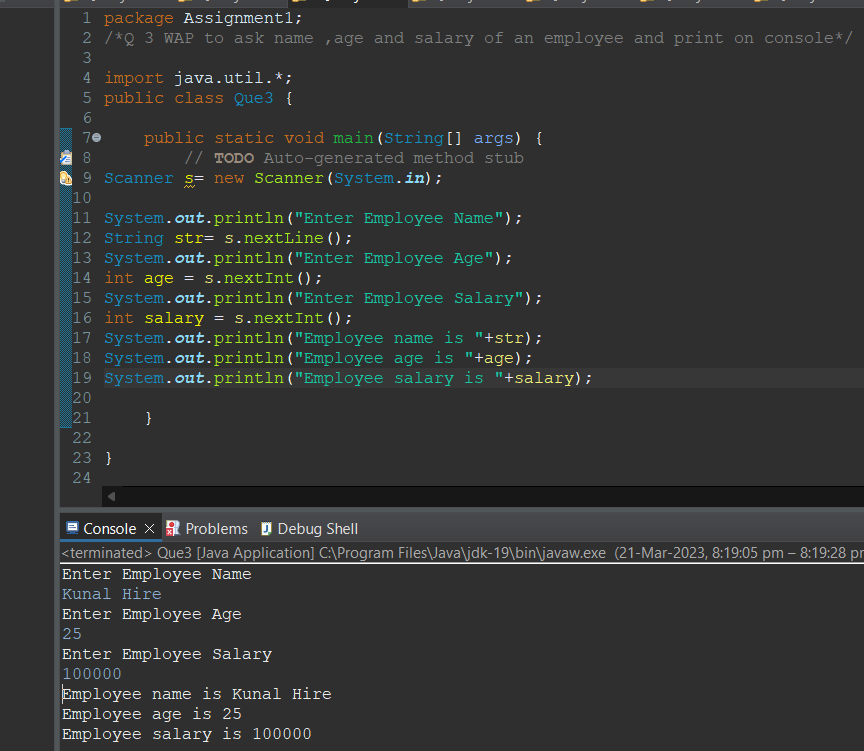 1 package Assignment1;
2 /*Q 3 WAP to ask name ,age and salary of an employee and print on console*/
3
4 import java.util.*;
5 public class Que3 {
6
7 public static void main(String[] args) {
8 // TODO Auto-generated method stub
9 Scanner s= new Scanner(System.in);
10
11 System.out.println("Enter Employee Name");
12 String str= s.nextLine();
13 System.out.println("Enter Employee Age");
14 int age = s.nextInt();
15 System.out.println("Enter Employee Salary");
16 int salary = s.nextInt();
17 System.out.println("Employee name is "+str);
18 System.out.println("Employee age is "+age);
19 System.out.println("Employee salary is "+salary);
20
21 }
22
23 }
24
Console Problems Debug Shell
<terminated> Que3 [Java Application] C:\Program Files\Java\jdk-19\bin\javaw.exe (21-Mar-2023, 8:19:05 pm – 8:19:28
Enter Employee Name
Kunal Hire
Enter Employee Age
25
Enter Employee Salary
100000
Employee name is Kunal Hire
Employee age is 25
Employee salary is 100000